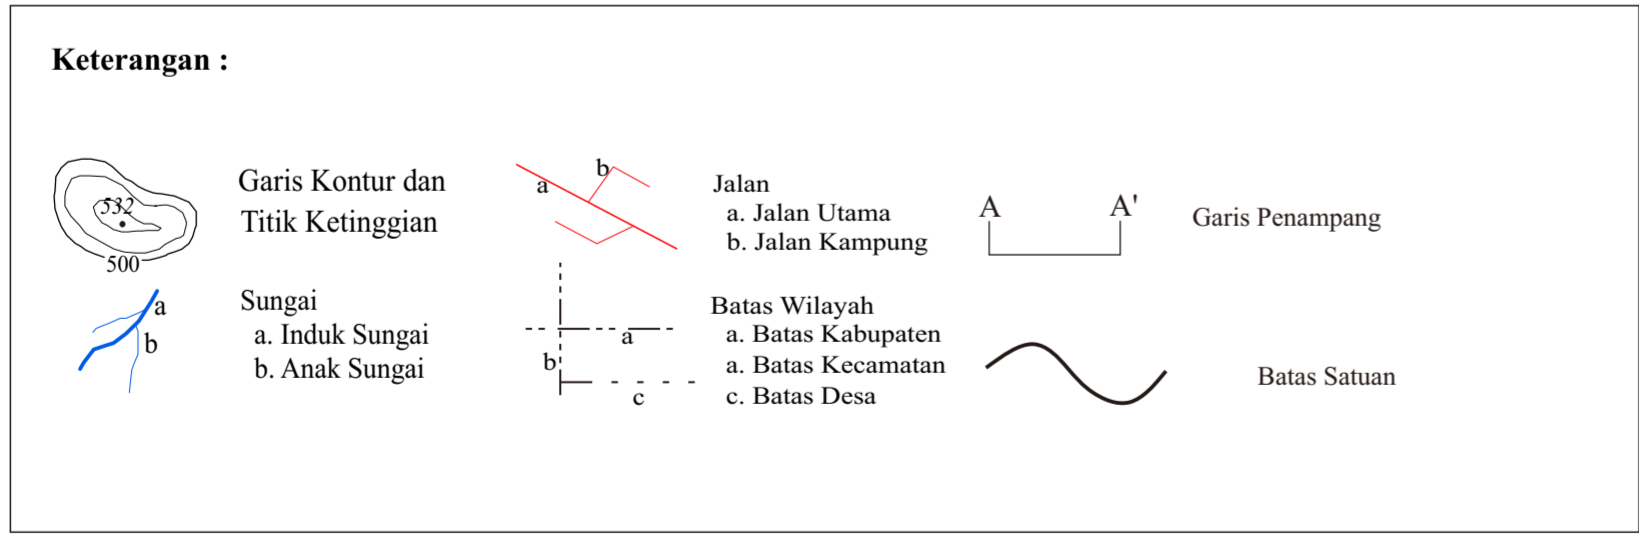 Keterangan :
532
500
Garis Kontur dan
Titik Ketinggian
a
b
Sungai
a. Induk Sungai
b. Anak Sungai
a
b
Jalan
a. Jalan Utama
b. Jalan Kampung
a
b
c
Batas Wilayah
a. Batas Kabupaten
a. Batas Kecamatan
c. Batas Desa
A A'
Garis Penampang
Batas Satuan